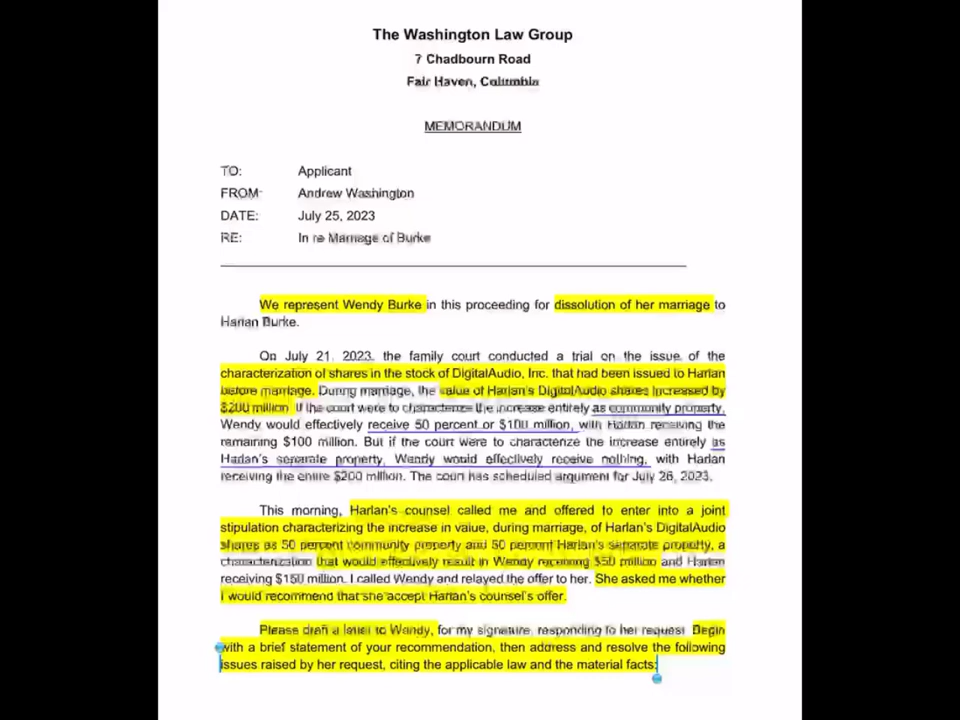 The Washington Law Group
7 Chadbourn Road
Fair Haven, Columbia
MEMORANDUM
TO: Applicant
FROM: Andrew Washington
DATE: July 25, 2023
RE: In re Marriage of Burke
We represent Wendy Burke in this proceeding for dissolution of her marriage to
Harlan Burke.
On July 21, 2023, the family court conducted a trial on the issue of the
characterization of shares in the stock of DigitalAudio, Inc. that had been issued to Harlan
before marriage. During marriage, the value of Harlan's DigitalAudio shares increased by
$200 million. If the court were to characterize the increase entirely as community property,
Wendy would effectively receive 50 percent or $100 million, with Harlan receiving the
remaining $100 million. But if the court were to characterize the increase entirely as
Harlan's separate property, Wendy would effectively receive nothing, with Harlan
receiving the entire $200 million. The court has scheduled argument for July 26, 2023.
This morning, Harlan's counsel called me and offered to enter into a joint
stipulation characterizing the increase in value, during marriage, of Harlan's DigitalAudio
shares as 50 percent community property and 50 percent Harlan's separate property, a
characterization that would effectively result in Wendy receiving $50 million and Harlan
receiving $150 million. I called Wendy and relayed the offer to her. She asked me whether
I would recommend that she accept Harlan's counsel's offer.
Please draft a letter to Wendy, for my signature, responding to her request. Begin
with a brief statement of your recommendation, then address and resolve the following
issues raised by her request, citing the applicable law and the material facts: